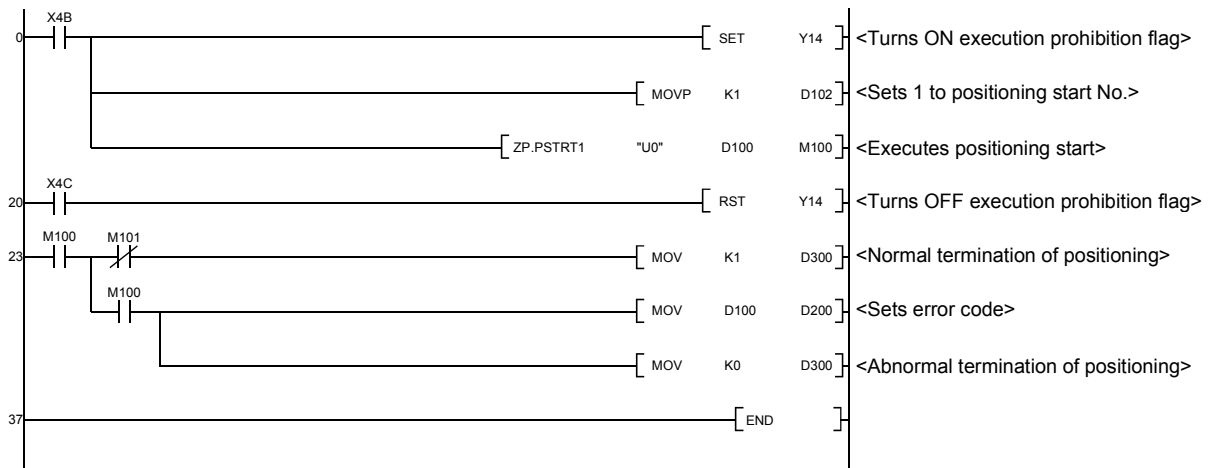 X4B
0 SET Y14 <Turns ON execution prohibition flag>
MOVP K1 D102 <Sets 1 to positioning start No.>
ZP.PSTRT1 "U0" D100 M100 <Executes positioning start>
X4C
20 RST Y14 <Turns OFF execution prohibition flag>
M100 M101
23 MOV K1 D300 <Normal termination of positioning>
M100
MOV D100 D200 <Sets error code>
MOV K0 D300 <Abnormal termination of positioning>
37 END